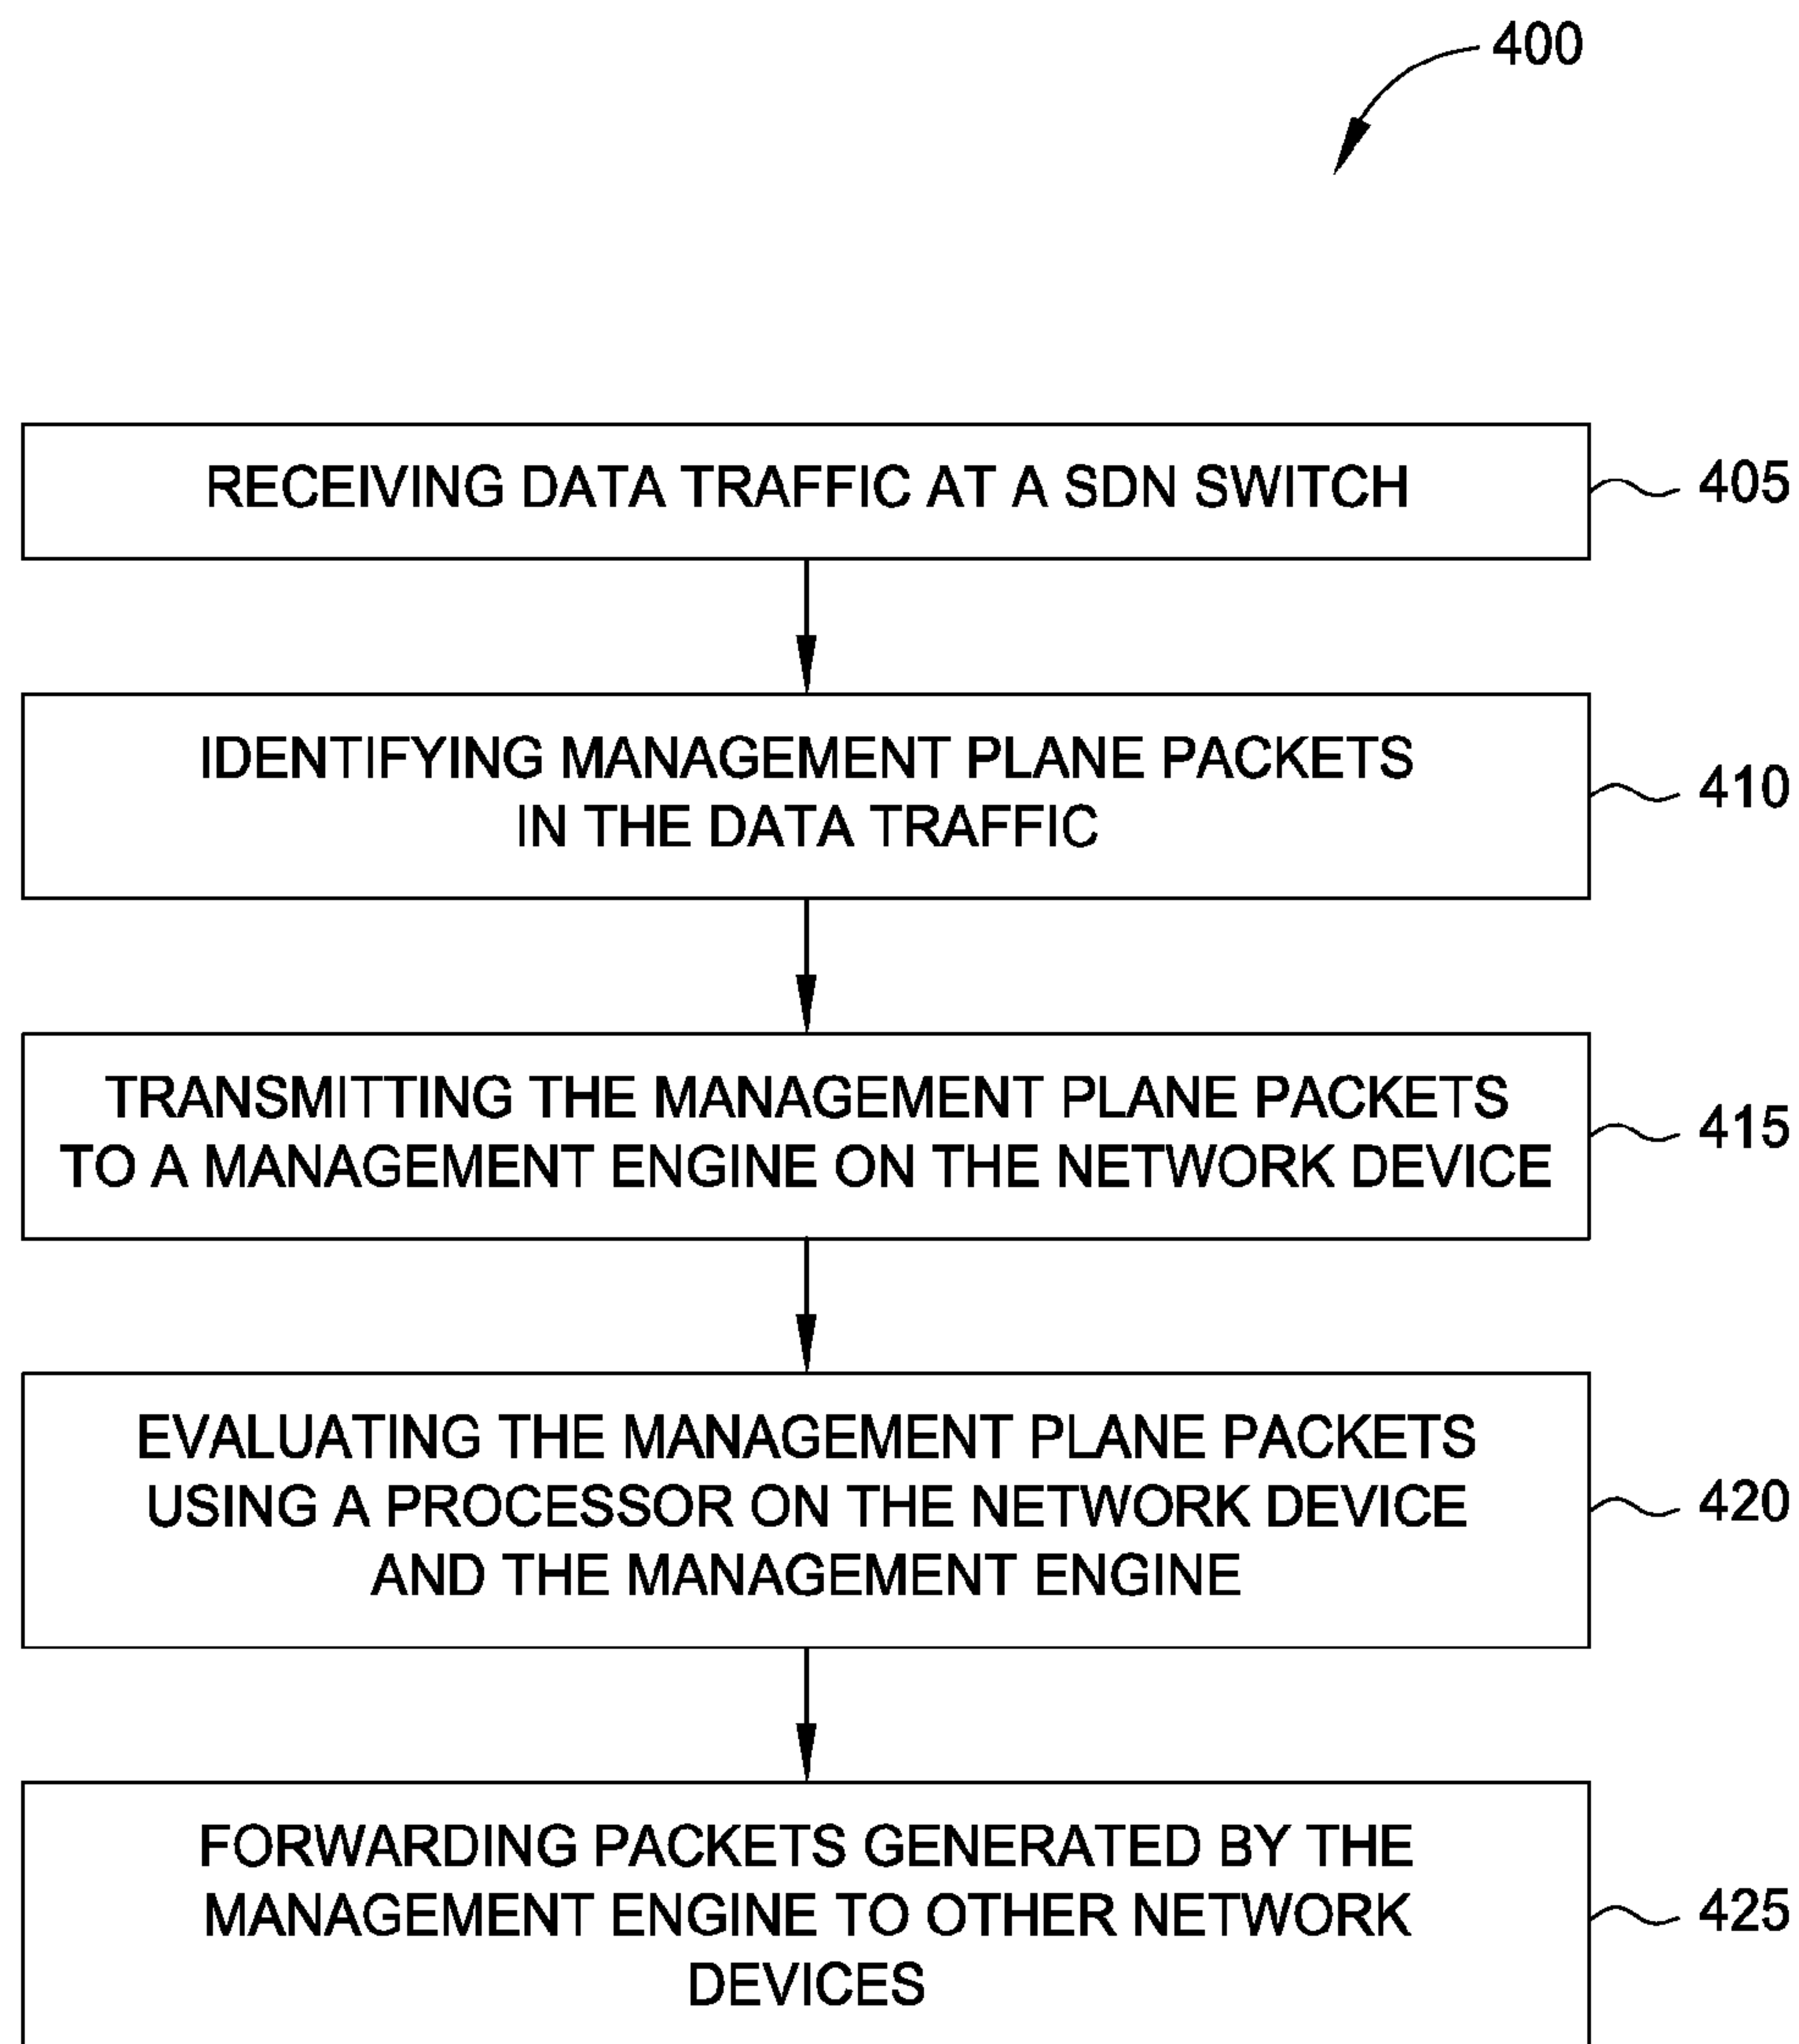 400
RECEIVING DATA TRAFFIC AT A SDN SWITCH
405
IDENTIFYING MANAGEMENT PLANE PACKETS
IN THE DATA TRAFFIC
410
TRANSMITTING THE MANAGEMENT PLANE PACKETS
TO A MANAGEMENT ENGINE ON THE NETWORK DEVICE
415
EVALUATING THE MANAGEMENT PLANE PACKETS
USING A PROCESSOR ON THE NETWORK DEVICE
AND THE MANAGEMENT ENGINE
420
FORWARDING PACKETS GENERATED BY THE
MANAGEMENT ENGINE TO OTHER NETWORK
DEVICES
425